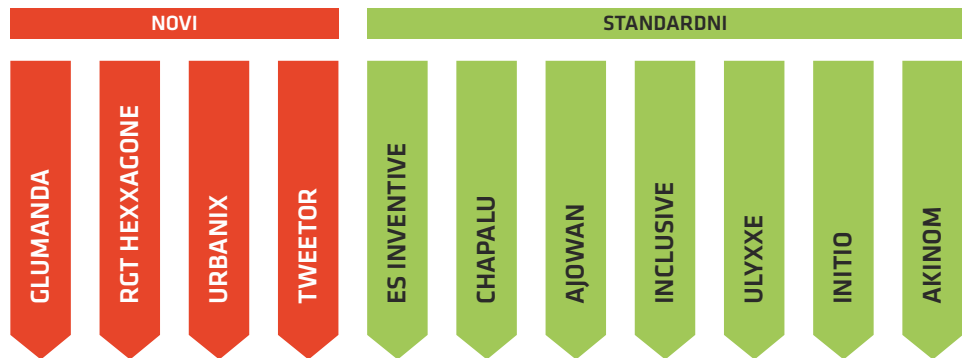 NOVI
STANDARDNI
GLUMANDA
RGT HEXXAGONE
URBANIX
TWEETOR
ES INVENTIVE
CHAPALU
AJOWAN
INCLUSIVE
ULYXXE
INITIO
AKINOM